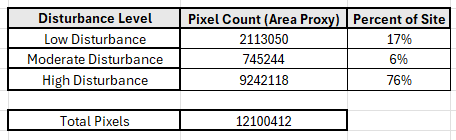 Disturbance Level Pixel Count (Area Proxy) Percent of Site
Low Disturbance 2113050 17%
Moderate Disturbance 745244 6%
High Disturbance 9242118 76%
Total Pixels 12100412